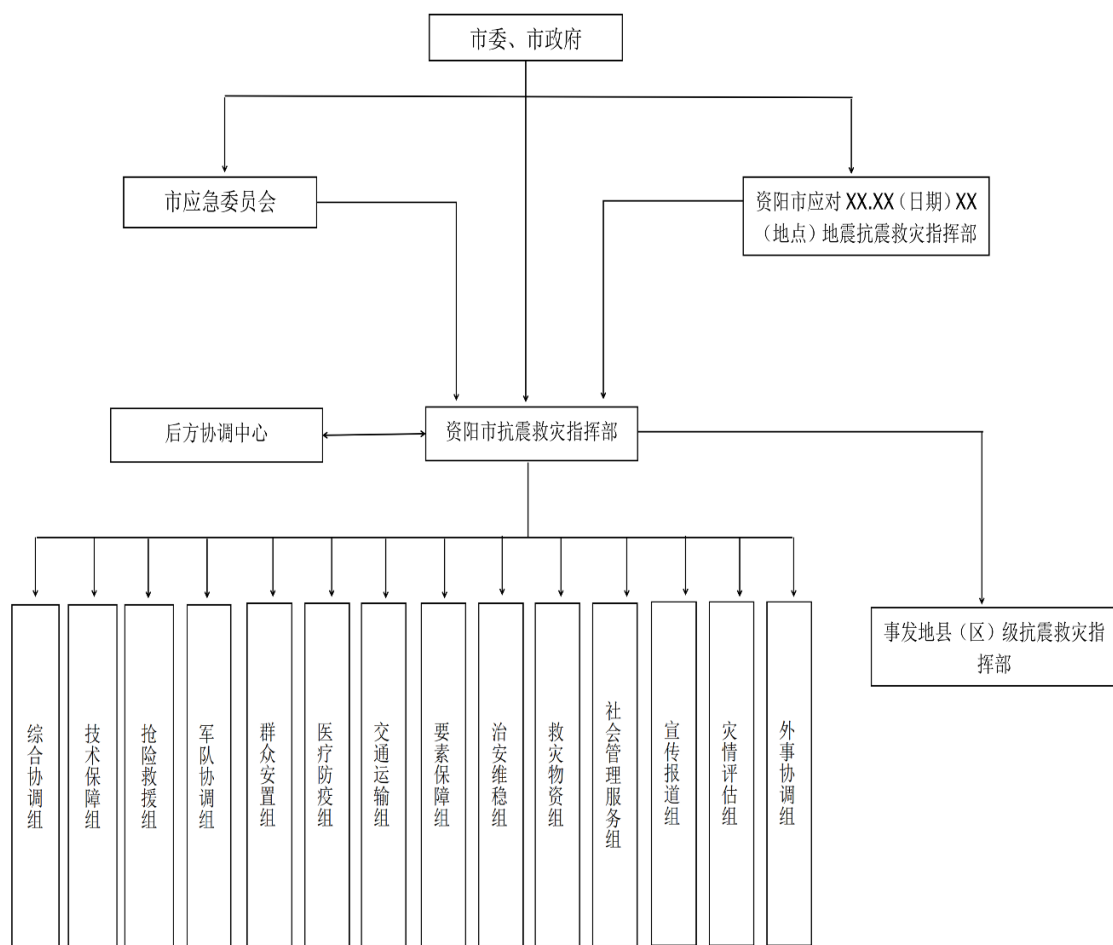 市委、市政府
市应急委员会
资阳市应对 XX.XX（日期）XX
（地点）地震抗震救灾指挥部
后方协调中心
资阳市抗震救灾指挥部
事发地县（区）级抗震救灾指
挥部
综合协调组
技术保障组
抢险救援组
军队协调组
群众安置组
医疗防疫组
交通运输组
要素保障组
治安维稳组
救灾物资组
社会管理服务组
宣传报道组
灾情评估组
外事协调组